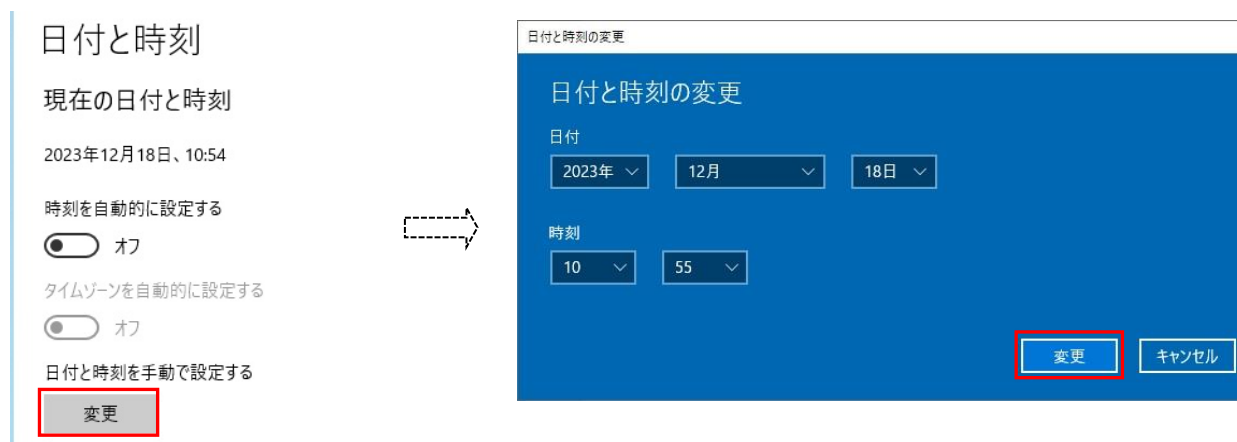 日付と時刻
現在の日付と時刻
2023年12月18日、10:54
時刻を自動的に設定する
オフ
タイムゾーンを自動的に設定する
オフ
日付と時刻を手動で設定する
変更
日付と時刻の変更
日付と時刻の変更
日付
2023年 12月 18日
時刻
10 55
変更 キャンセル